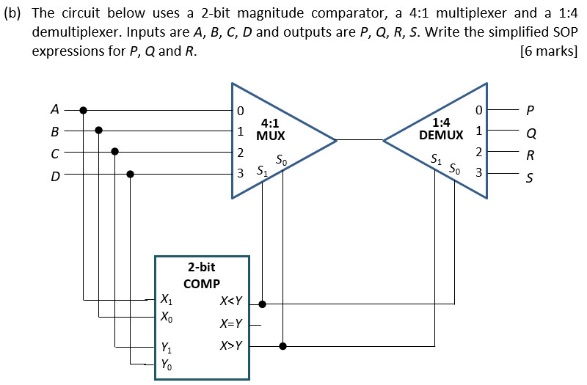 (b) The circuit below uses a 2-bit magnitude comparator, a 4:1 multiplexer and a 1:4
demultiplexer. Inputs are A, B, C, D and outputs are P, Q, R, S. Write the simplified SOP
expressions for P, Q and R. [6 marks]
A 0 0 P
B 1 4:1 MUX 1:4 DEMUX 1 Q
C 2 2 R
D 3 S₁ S₀ S₁ S₀ 3 S
2-bit
COMP
X₁ X<Y
X₀ X=Y
Y₁ X>Y
Y₀